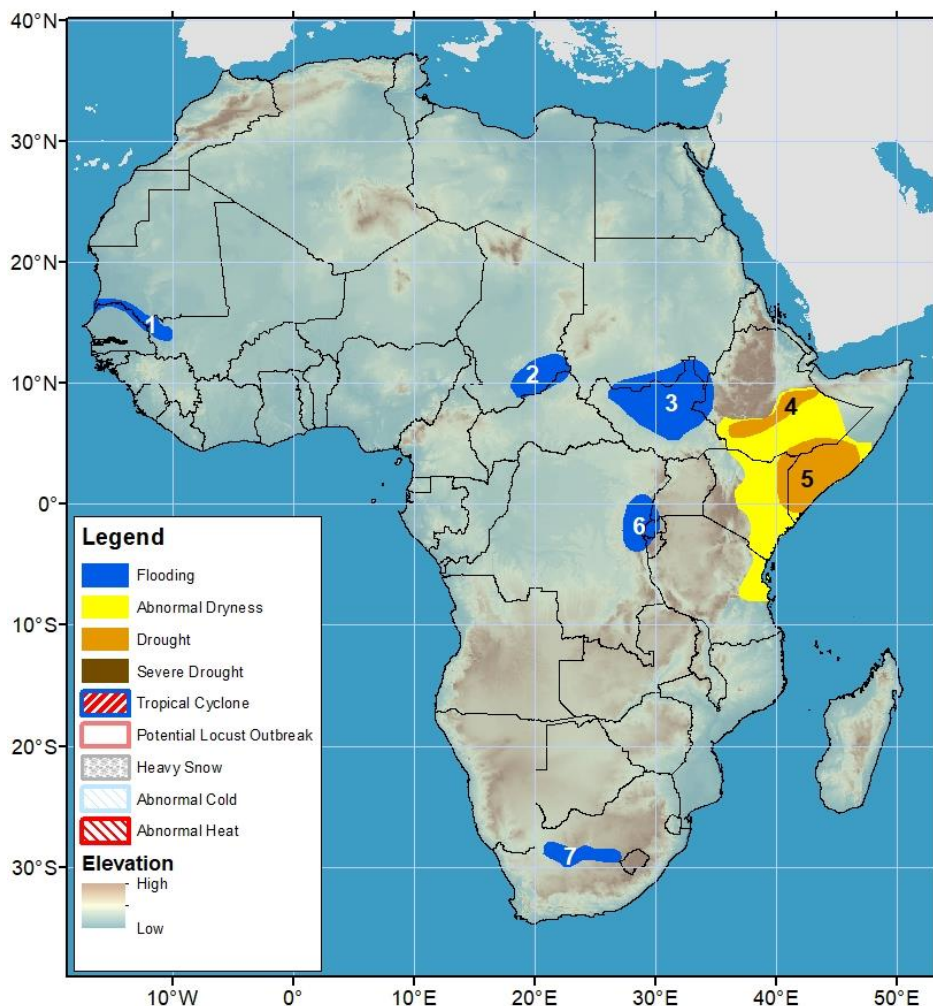 40°N
30°N
20°N
10°N
0°
10°S
20°S
30°S
1
2
3
4
5
6
7
Legend
Flooding
Abnormal Dryness
Drought
Severe Drought
Tropical Cyclone
Potential Locust Outbreak
Heavy Snow
Abnormal Cold
Abnormal Heat
Elevation
High
Low
10°W
0°
10°E
20°E
30°E
40°E
50°E